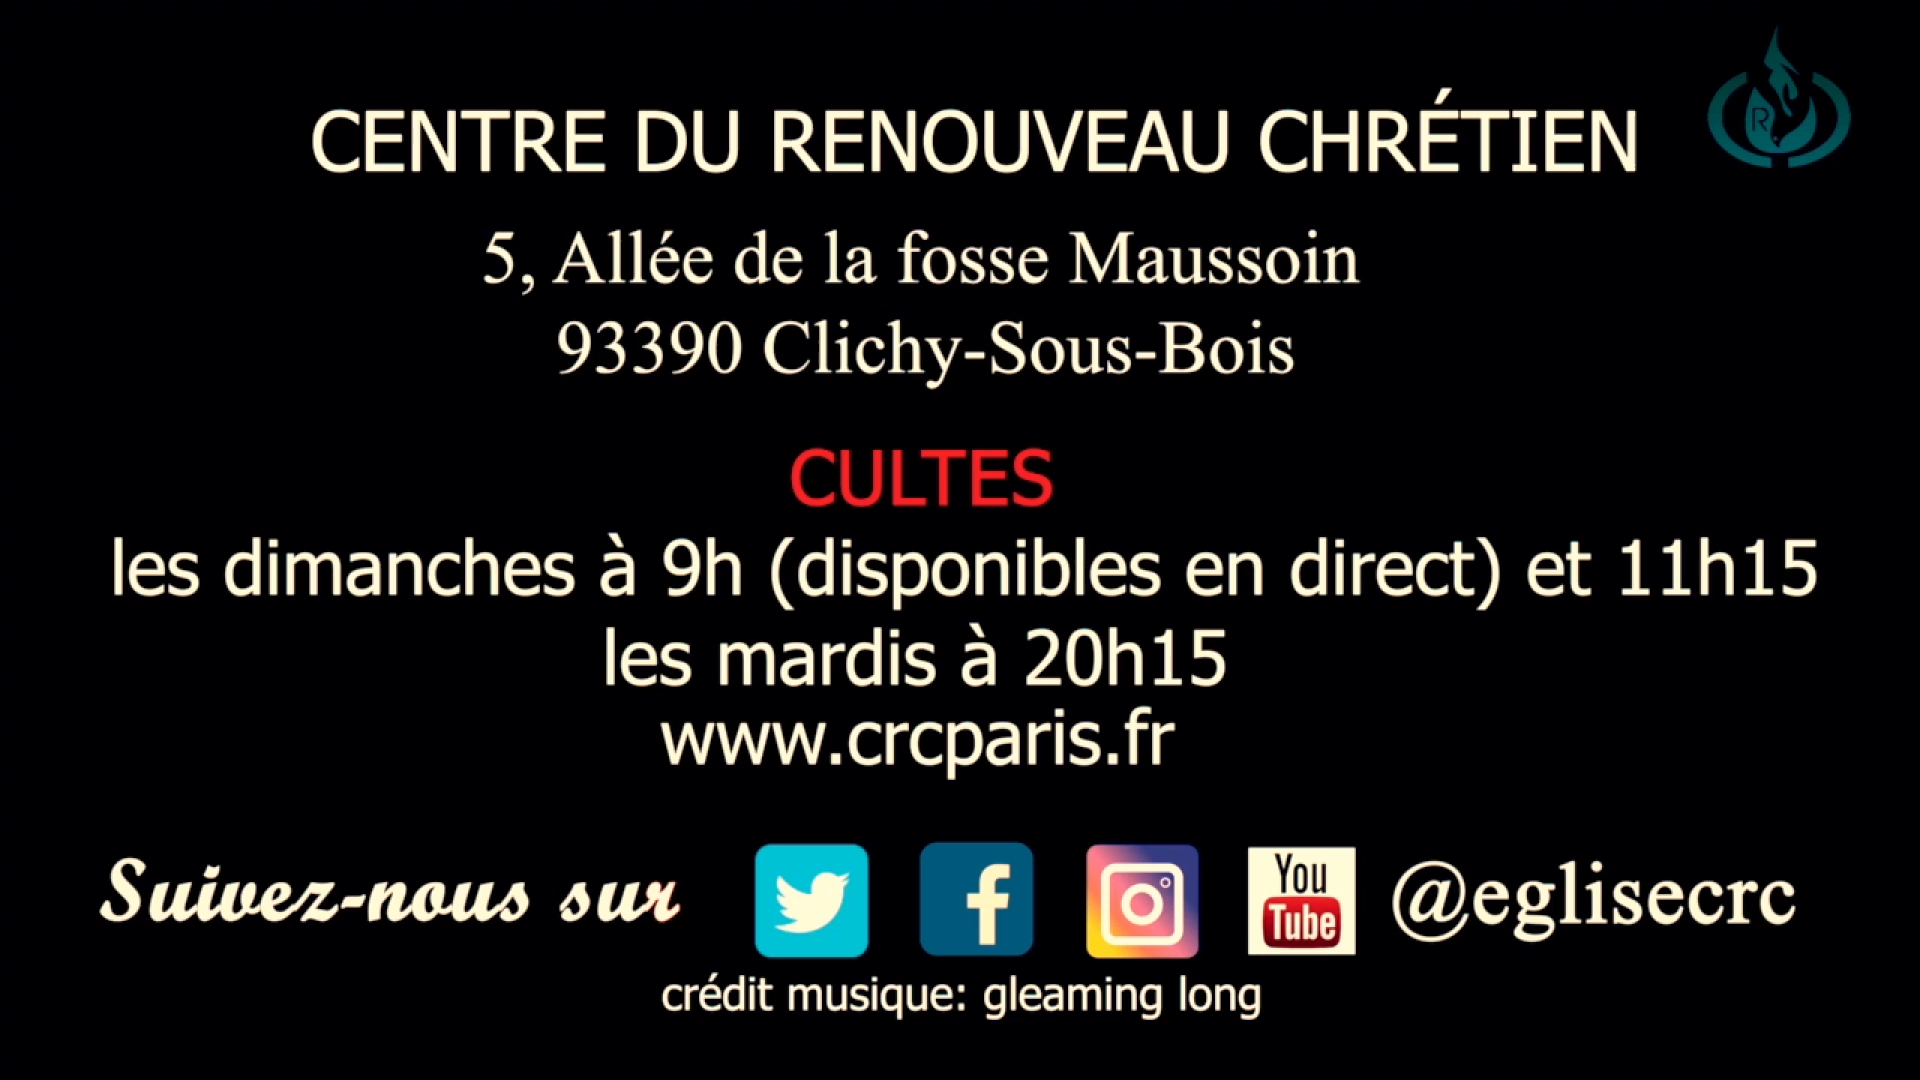 CENTRE DU RENOUVEAU CHRÉTIEN
5, Allée de la fosse Maussoin
93390 Clichy-Sous-Bois
CULTES
les dimanches à 9h (disponibles en direct) et 11h15
les mardis à 20h15
www.crcparis.fr
Suivez-nous sur
You
Tube
@eglisecrc
crédit musique: gleaming long